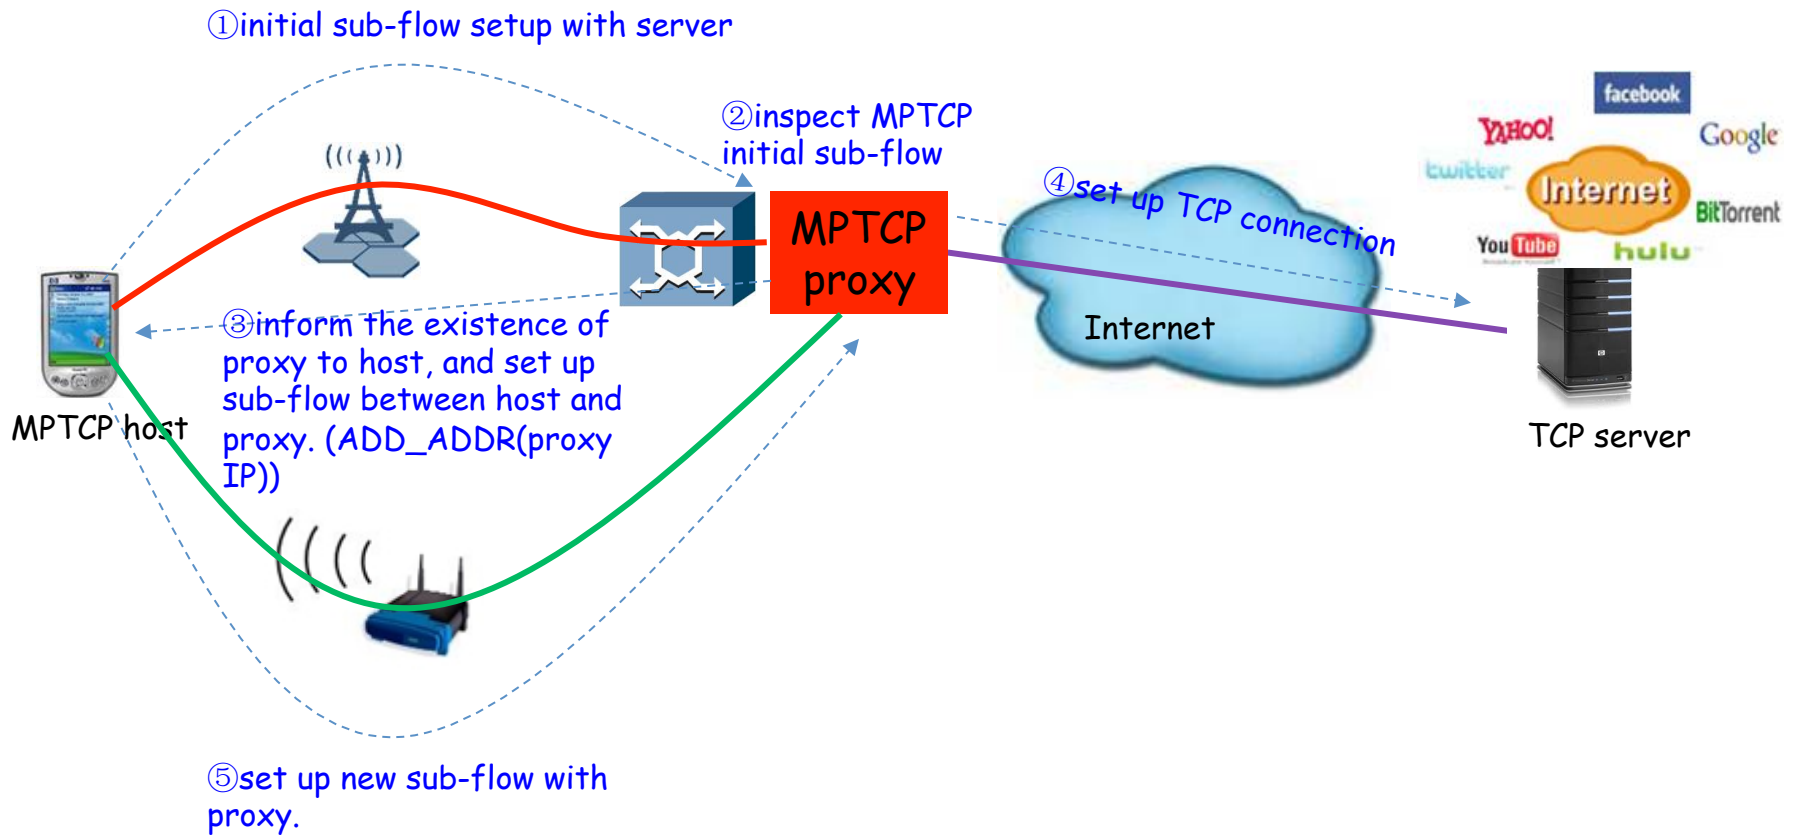 ①initial sub-flow setup with server
②inspect MPTCP
initial sub-flow
facebook
YAHOO!
Google
twitter
Internet
BitTorrent
You Tube
hulu
④set up TCP connection
MPTCP
proxy
Internet
③inform the existence of
proxy to host, and set up
sub-flow between host and
proxy. (ADD_ADDR(proxy
IP))
MPTCP host
TCP server
⑤set up new sub-flow with
proxy.